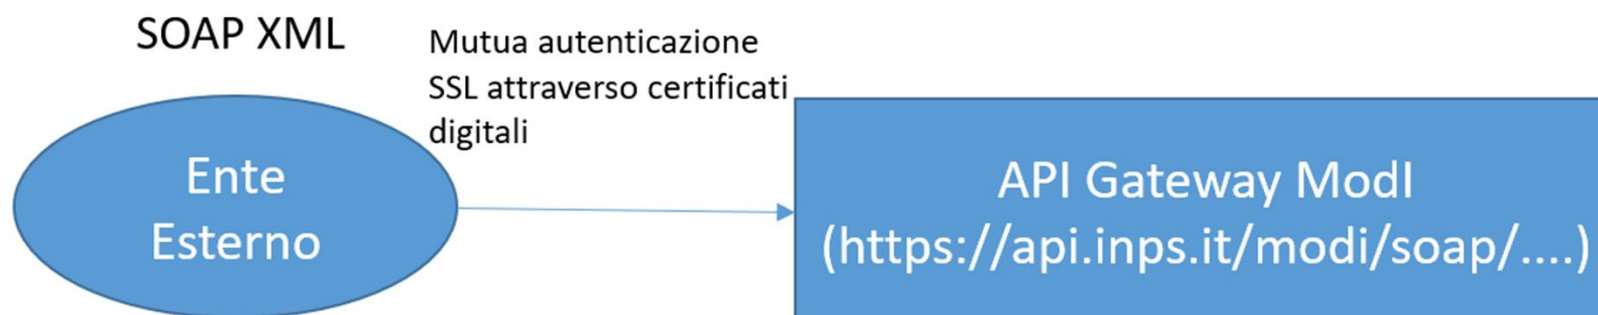 SOAP XML
Mutua autenticazione
SSL attraverso certificati
digitali
Ente
Esterno
API Gateway ModI
(https://api.inps.it/modi/soap/....)